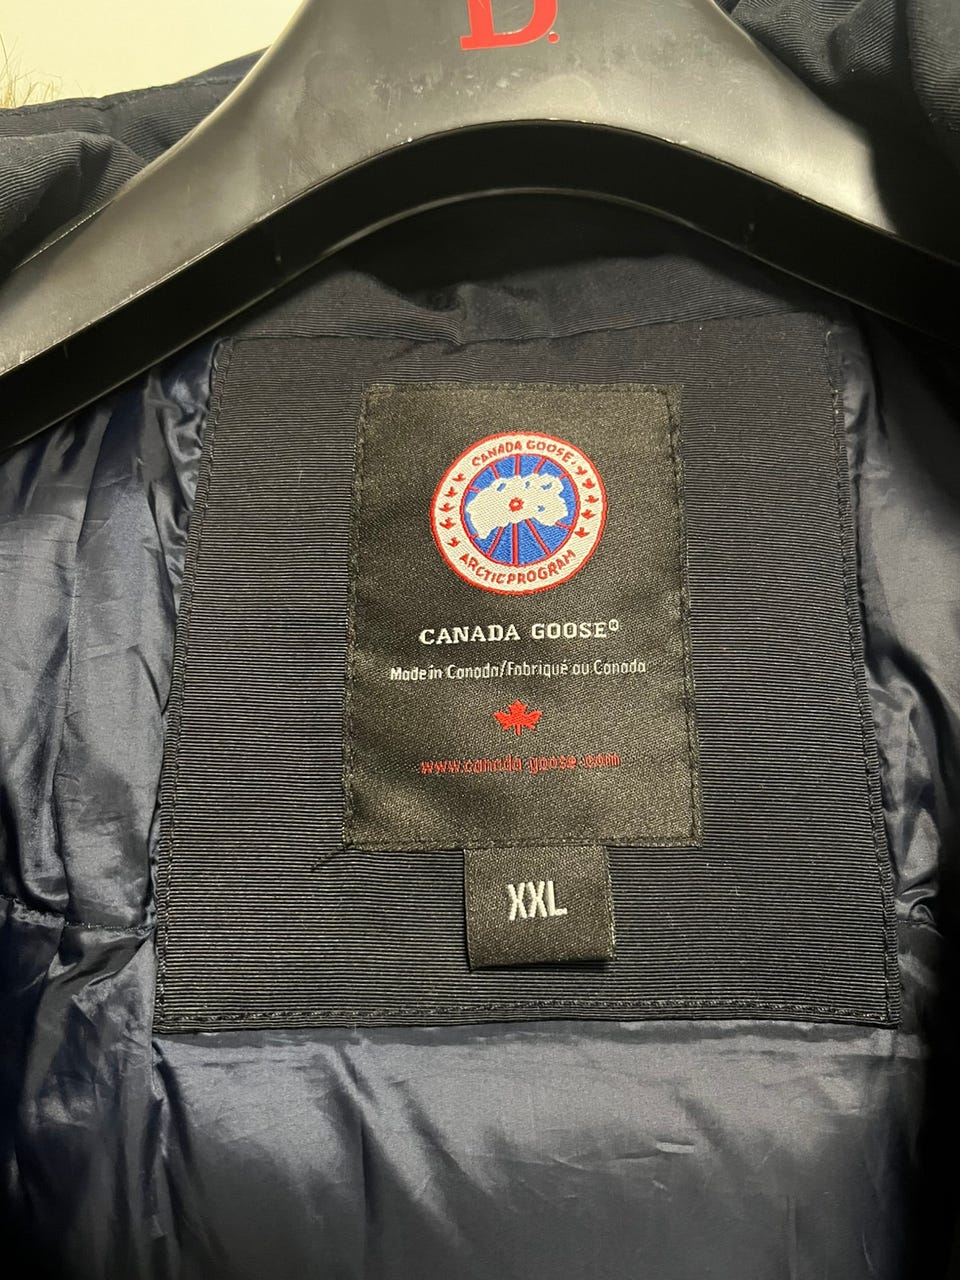 D.
CANADA GOOSE
ARCTIC PROGRAM
CANADA GOOSE®
Made in Canada/Fabriqué au Canada
www.canada-goose.com
XXL